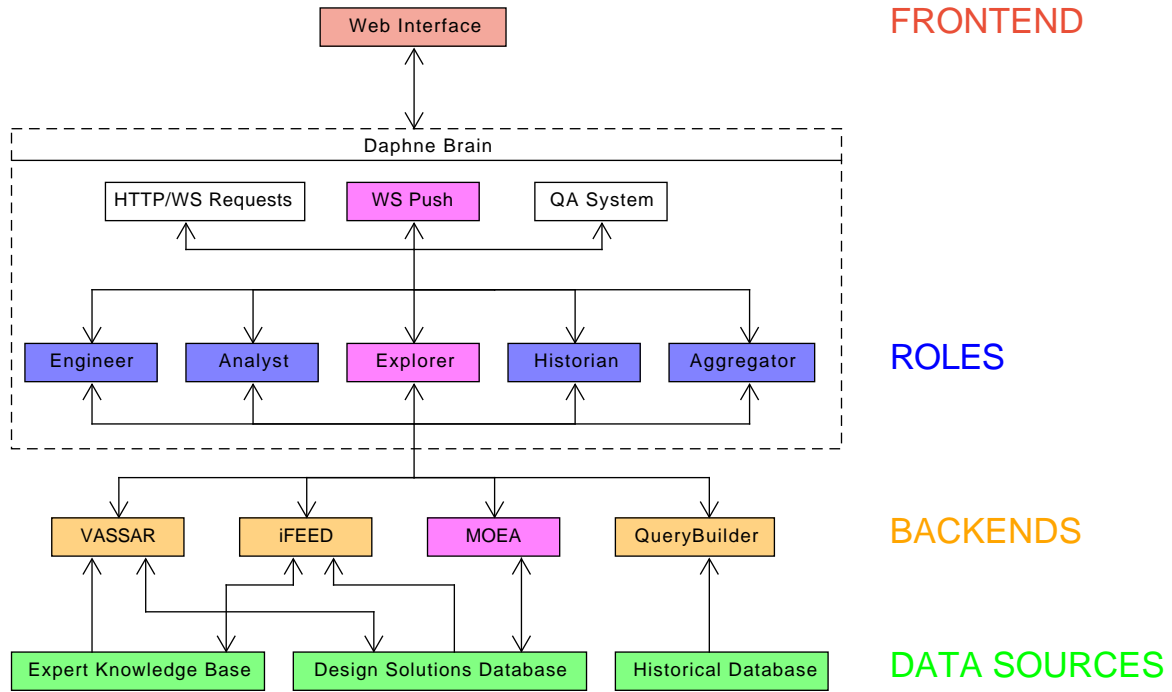 Web Interface
FRONTEND
Daphne Brain
HTTP/WS Requests
WS Push
QA System
Engineer
Analyst
Explorer
Historian
Aggregator
ROLES
VASSAR
iFEED
MOEA
QueryBuilder
BACKENDS
Expert Knowledge Base
Design Solutions Database
Historical Database
DATA SOURCES